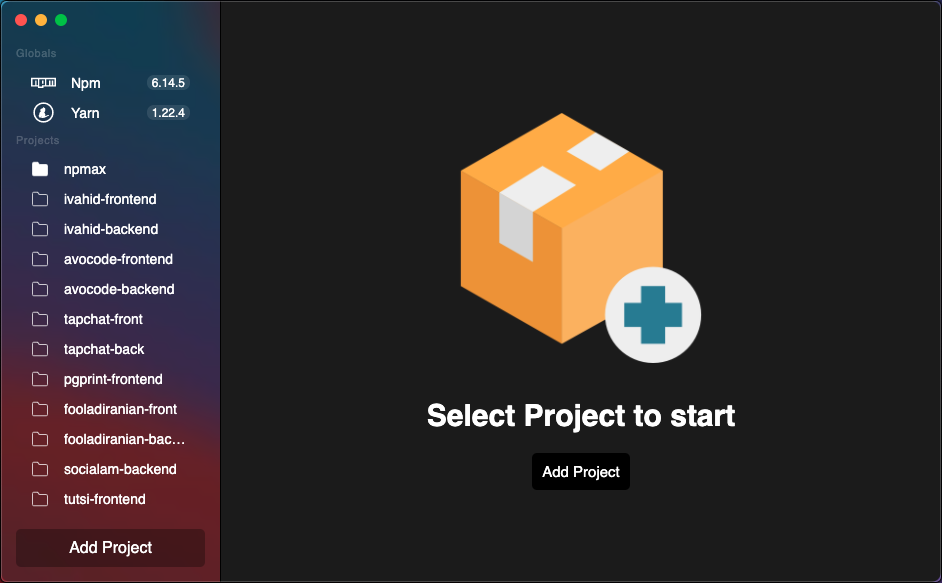 Globals
npm Npm 6.14.5
Yarn 1.22.4
Projects
npmax
ivahid-frontend
ivahid-backend
avocode-frontend
avocode-backend
tapchat-front
tapchat-back
pgprint-frontend
fooladiranian-front
fooladiranian-bac...
socialam-backend
tutsi-frontend
Add Project
Select Project to start
Add Project